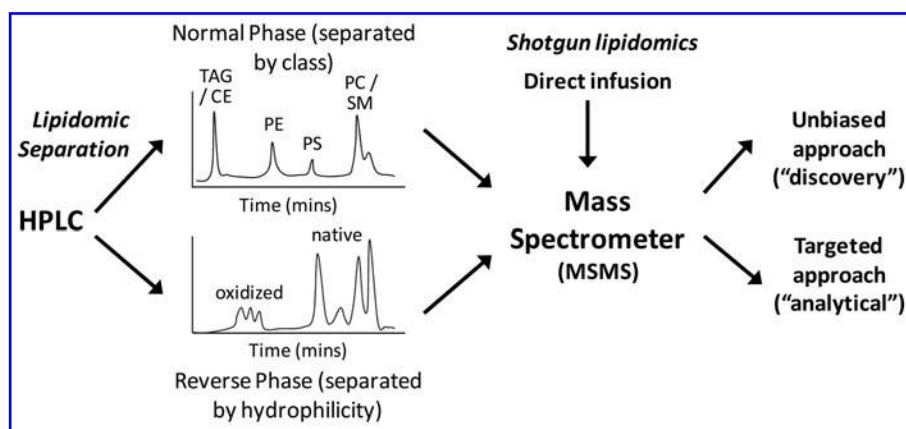 Lipidomic
Separation
HPLC
Normal Phase (separated
by class)
TAG
/ CE
PE
PS
PC /
SM
Time (mins)
oxidized
native
Time (mins)
Reverse Phase (separated
by hydrophilicity)
Shotgun lipidomics
Direct infusion
Mass
Spectrometer
(MSMS)
Unbiased
approach
(“discovery”)
Targeted
approach
(“analytical”)